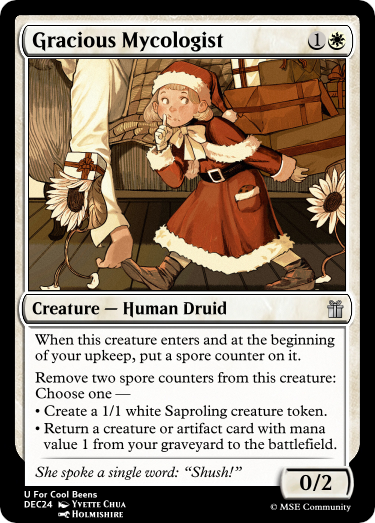 Gracious Mycologist 1
Creature — Human Druid
When this creature enters and at the beginning
of your upkeep, put a spore counter on it.
Remove two spore counters from this creature:
Choose one —
• Create a 1/1 white Saproling creature token.
• Return a creature or artifact card with mana
value 1 from your graveyard to the battlefield.
She spoke a single word: “Shush!”
0/2
U For Cool Beens
DEC24 Yvette Chua
Holmishire
© MSE Community